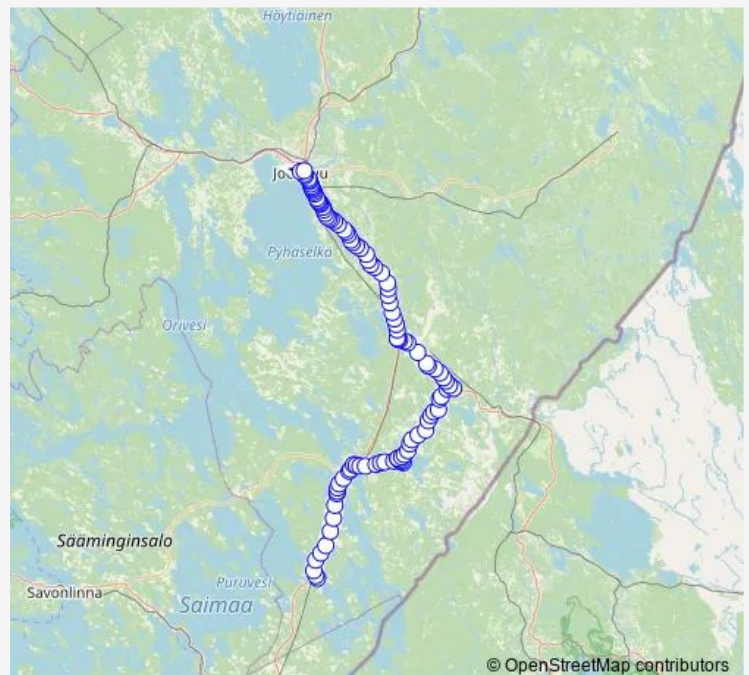 Höytiäinen
Pyhäselkä
Orivesi
Sääminginsalo
Puruvesi
Savonlinna
Saimaa
© OpenStreetMap contributors